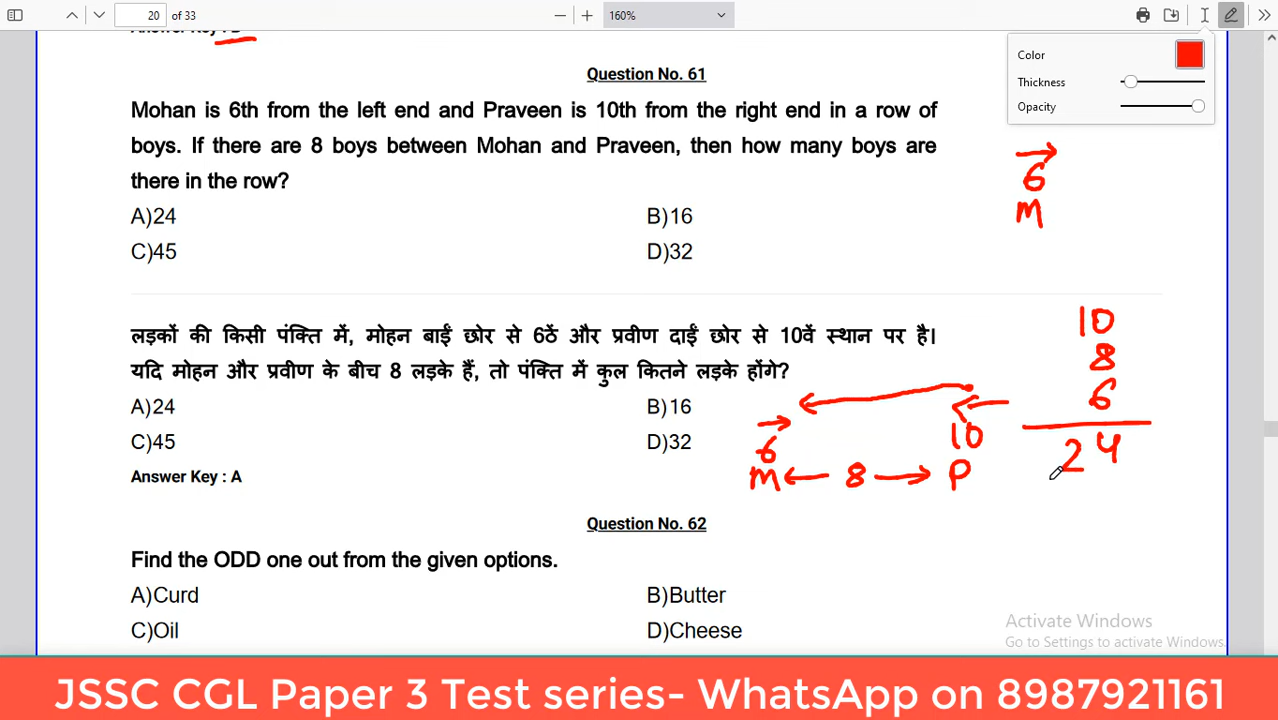 20 of 33
160%
Color
Thickness
Opacity
Question No. 61
Mohan is 6th from the left end and Praveen is 10th from the right end in a row of
boys. If there are 8 boys between Mohan and Praveen, then how many boys are
there in the row?
A)24 B)16
C)45 D)32
6
M
लड़कों की किसी पंक्ति में, मोहन बाईं छोर से 6ठें और प्रवीण दाईं छोर से 10वें स्थान पर है।
यदि मोहन और प्रवीण के बीच 8 लड़के हैं, तो पंक्ति में कुल कितने लड़के होंगे?
A)24 B)16
C)45 D)32
Answer Key : A
6 10
M 8 P
10
8
6
24
Question No. 62
Find the ODD one out from the given options.
A)Curd B)Butter
C)Oil D)Cheese
Activate Windows
Go to Settings to activate Windows.
JSSC CGL Paper 3 Test series- WhatsApp on 8987921161